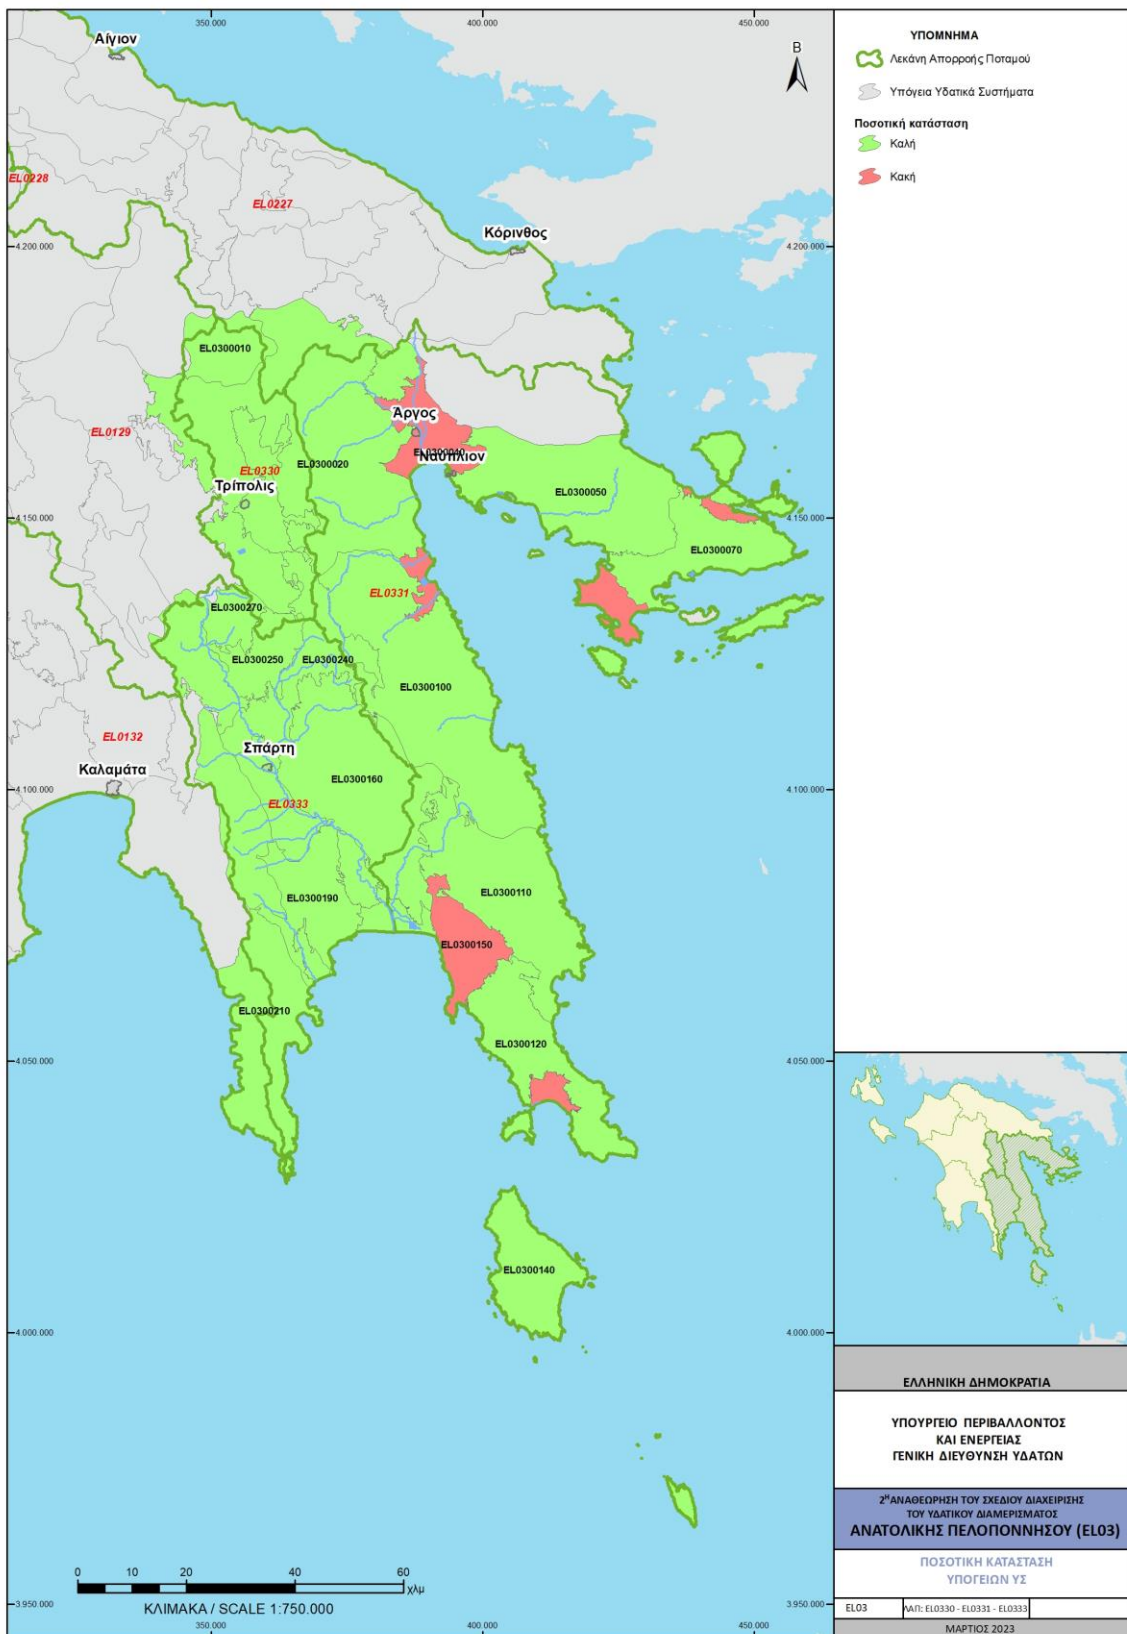 350.000
400.000
450.000
Αίγιον
Β
EL0228
EL0227
Κόρινθος
4.200.000
4.200.000
EL0300010
EL0129
Άργος
EL0300040
Ναύπλιον
EL0330
EL0300020
Τρίπολις
EL0300050
4.150.000
4.150.000
EL0300070
EL0331
EL0300270
EL0300250
EL0300240
EL0300100
EL0132
Καλαμάτα
Σπάρτη
EL0300160
4.100.000
4.100.000
EL0333
EL0300190
EL0300110
EL0300150
EL0300210
EL0300120
4.050.000
4.050.000
EL0300140
4.000.000
4.000.000
0 10 20 40 60
χλμ
ΚΛΙΜΑΚΑ / SCALE 1:750.000
3.950.000
3.950.000
350.000
400.000
450.000
ΥΠΟΜΝΗΜΑ
Λεκάνη Απορροής Ποταμού
Υπόγεια Υδατικά Συστήματα
Ποσοτική κατάσταση
Καλή
Κακή
ΕΛΛΗΝΙΚΗ ΔΗΜΟΚΡΑΤΙΑ
ΥΠΟΥΡΓΕΙΟ ΠΕΡΙΒΑΛΛΟΝΤΟΣ
ΚΑΙ ΕΝΕΡΓΕΙΑΣ
ΓΕΝΙΚΗ ΔΙΕΥΘΥΝΣΗ ΥΔΑΤΩΝ
2Η ΑΝΑΘΕΩΡΗΣΗ ΤΟΥ ΣΧΕΔΙΟΥ ΔΙΑΧΕΙΡΙΣΗΣ
ΤΟΥ ΥΔΑΤΙΚΟΥ ΔΙΑΜΕΡΙΣΜΑΤΟΣ
ΑΝΑΤΟΛΙΚΗΣ ΠΕΛΟΠΟΝΝΗΣΟΥ (EL03)
ΠΟΣΟΤΙΚΗ ΚΑΤΑΣΤΑΣΗ
ΥΠΟΓΕΙΩΝ ΥΣ
EL03
ΛΑΠ: EL0330 - EL0331 - EL0333
ΜΑΡΤΙΟΣ 2023